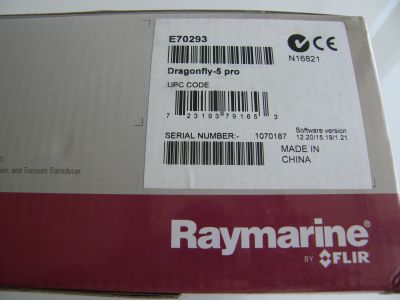 E70293
CE
N16821
Dragonfly-5 pro
UPC CODE
7 23193 79165 3
SERIAL NUMBER:- 1070187
Software version
12.20/15.19/1.21
MADE IN
CHINA
and Transom Transducer
Raymarine®
BY FLIR